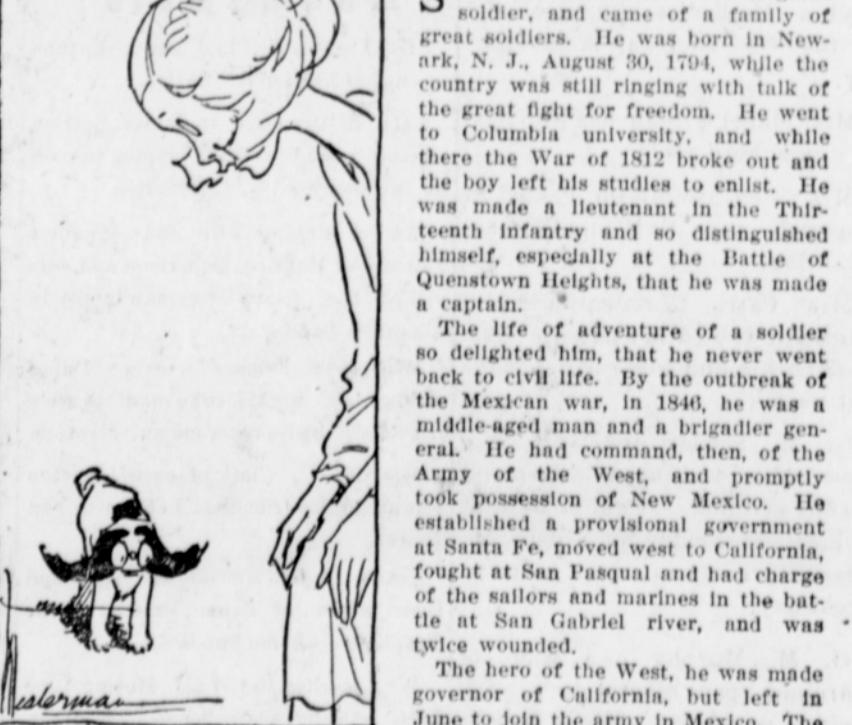 soldier, and came of a family of
great soldiers. He was born in New-
ark, N. J., August 30, 1794, while the
country was still ringing with talk of
the great fight for freedom. He went
to Columbia university, and while
there the War of 1812 broke out and
the boy left his studies to enlist. He
was made a lieutenant in the Thir-
teenth infantry and so distinguished
himself, especially at the Battle of
Quenstown Heights, that he was made
a captain.
The life of adventure of a soldier
so delighted him, that he never went
back to civil life. By the outbreak of
the Mexican war, in 1846, he was a
middle-aged man and a brigadier gen-
eral. He had command, then, of the
Army of the West, and promptly
took possession of New Mexico. He
established a provisional government
at Santa Fe, moved west to California,
fought at San Pasqual and had charge
of the sailors and marines in the bat-
tle at San Gabriel river, and was
twice wounded.
The hero of the West, he was made
governor of California, but left in
June to join the army in Mexico. The
Westerman